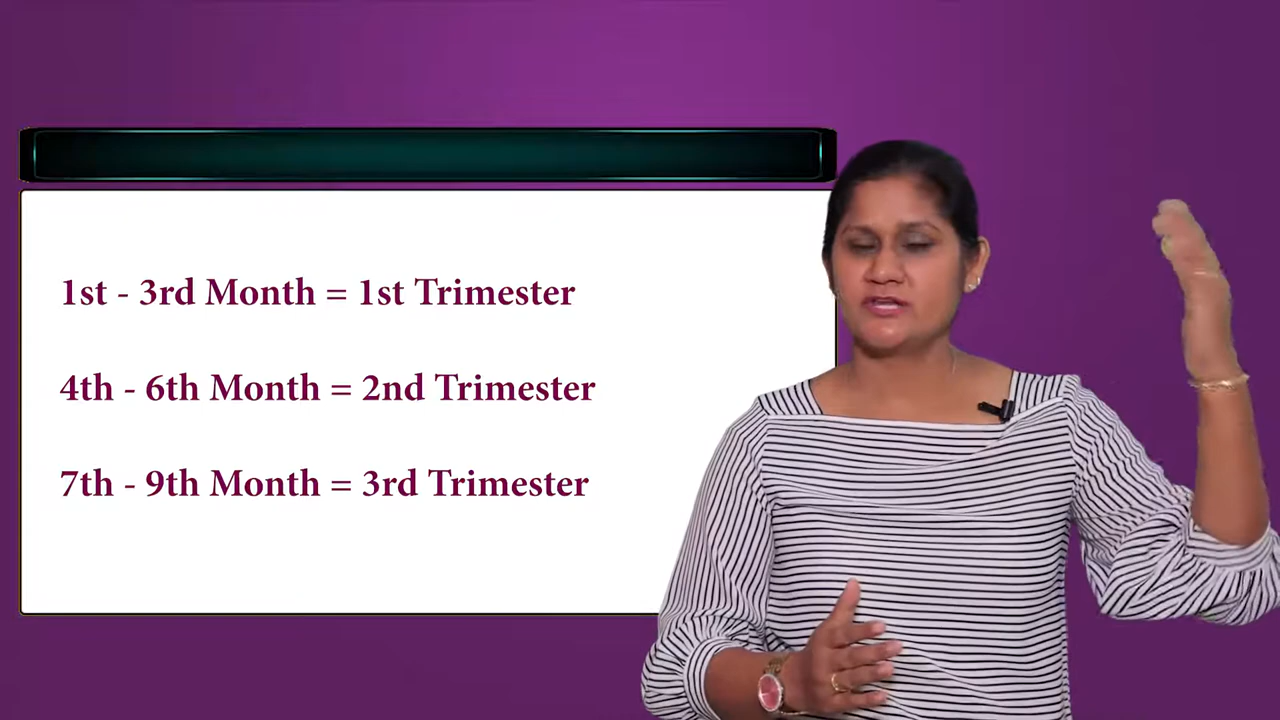 1st - 3rd Month = 1st Trimester
4th - 6th Month = 2nd Trimester
7th - 9th Month = 3rd Trimester